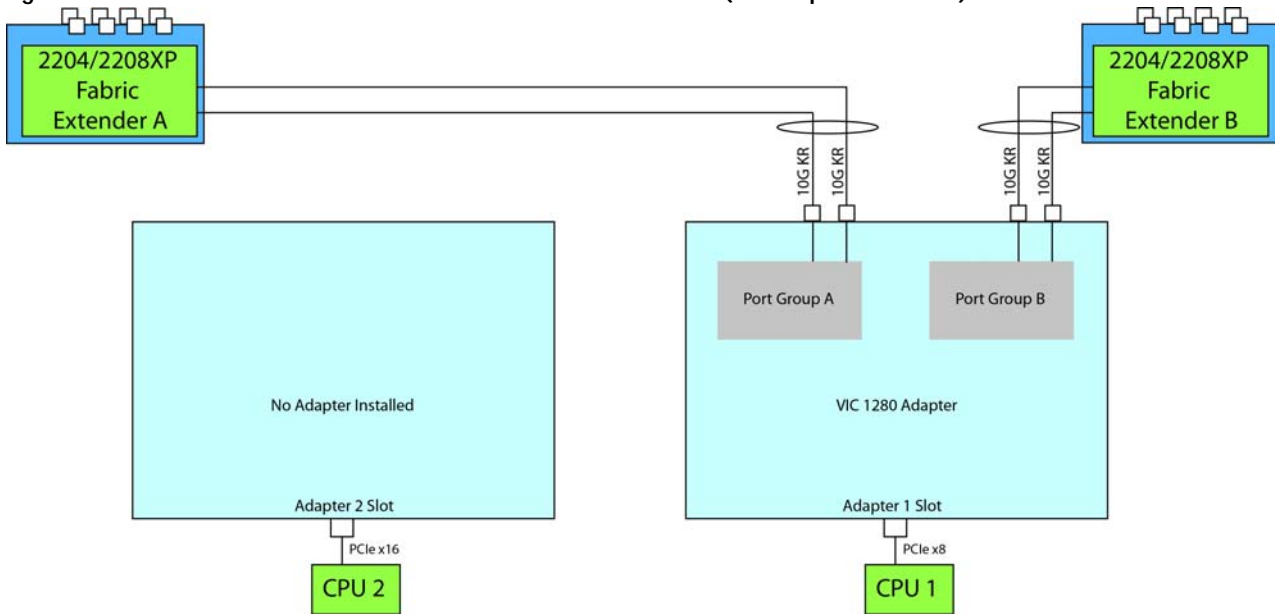 2204/2208XP
Fabric
Extender A
2204/2208XP
Fabric
Extender B
10G KR
10G KR
10G KR
10G KR
Port Group A
Port Group B
No Adapter Installed
VIC 1280 Adapter
Adapter 2 Slot
Adapter 1 Slot
PCIe x16
PCIe x8
CPU 2
CPU 1